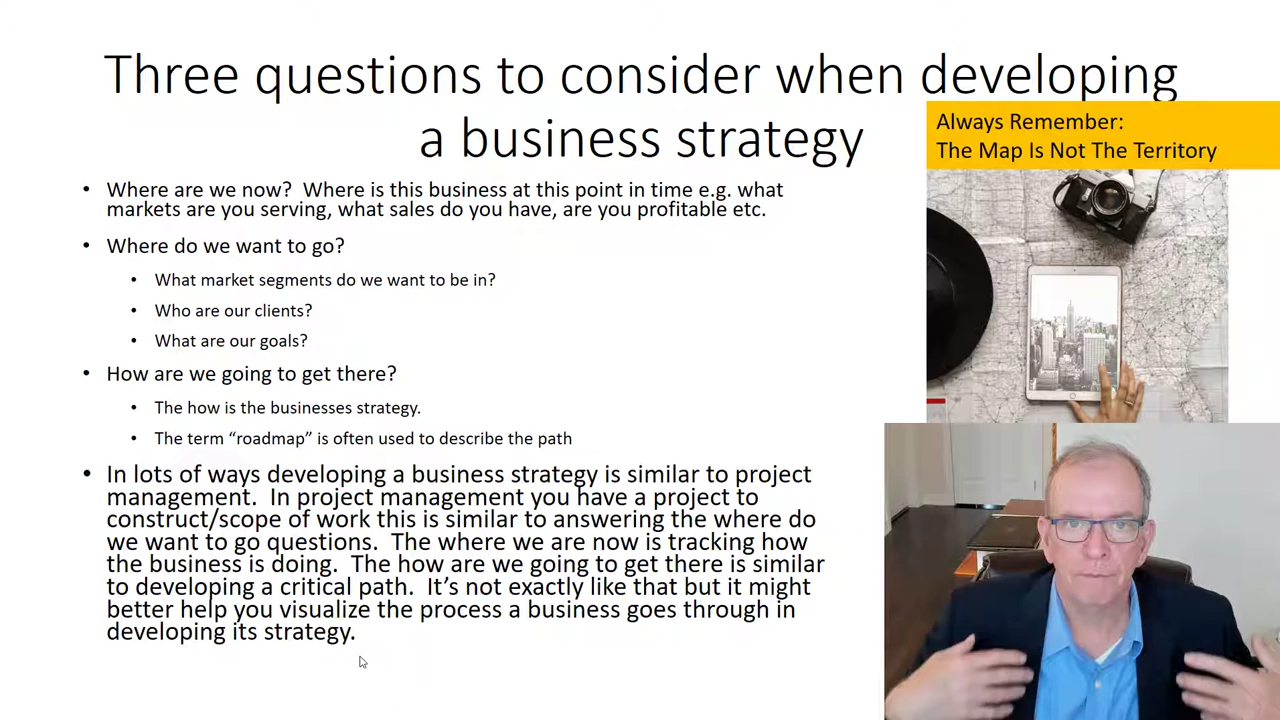 Three questions to consider when developing
a business strategy
Always Remember:
The Map Is Not The Territory
• Where are we now?  Where is this business at this point in time e.g. what
markets are you serving, what sales do you have, are you profitable etc.
• Where do we want to go?
• What market segments do we want to be in?
• Who are our clients?
• What are our goals?
• How are we going to get there?
• The how is the businesses strategy.
• The term “roadmap” is often used to describe the path
• In lots of ways developing a business strategy is similar to project
management.  In project management you have a project to
construct/scope of work this is similar to answering the where do
we want to go questions.  The where we are now is tracking how
the business is doing.  The how are we going to get there is similar
to developing a critical path.  It’s not exactly like that but it might
better help you visualize the process a business goes through in
developing its strategy.